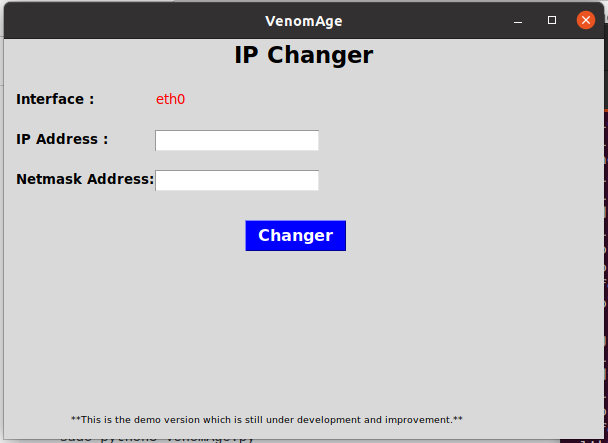 VenomAge
IP Changer
Interface :
eth0
IP Address :
Netmask Address:
Changer
**This is the demo version which is still under development and improvement.**